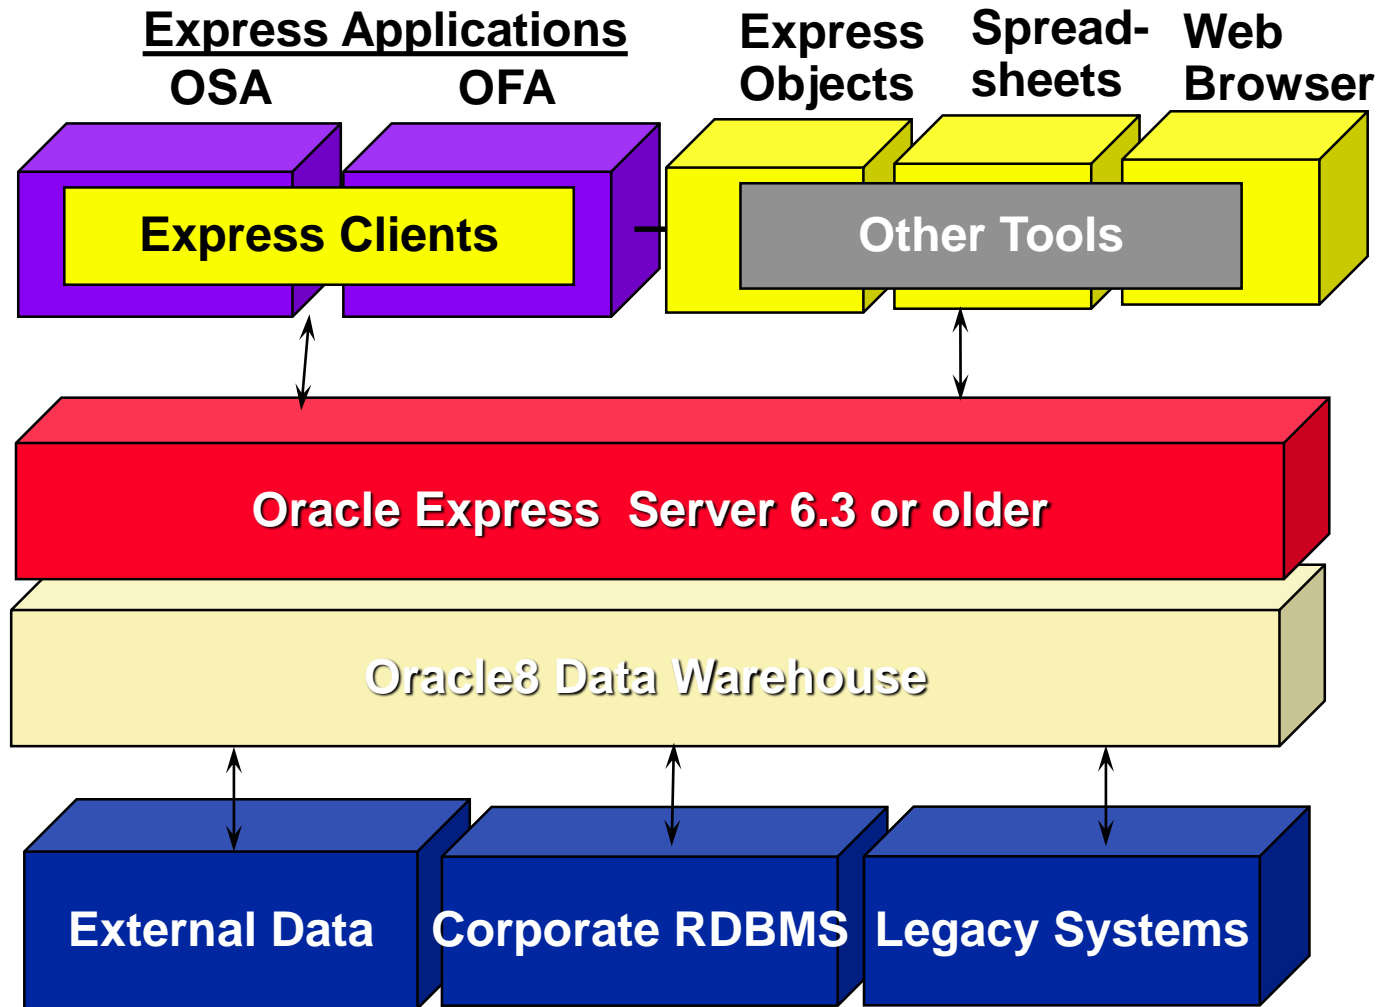 Express Applications
OSA
OFA
Express
Objects
Spread-
sheets
Web
Browser
Express Clients
Other Tools
Oracle Express  Server 6.3 or older
Oracle8 Data Warehouse
External Data
Corporate RDBMS
Legacy Systems